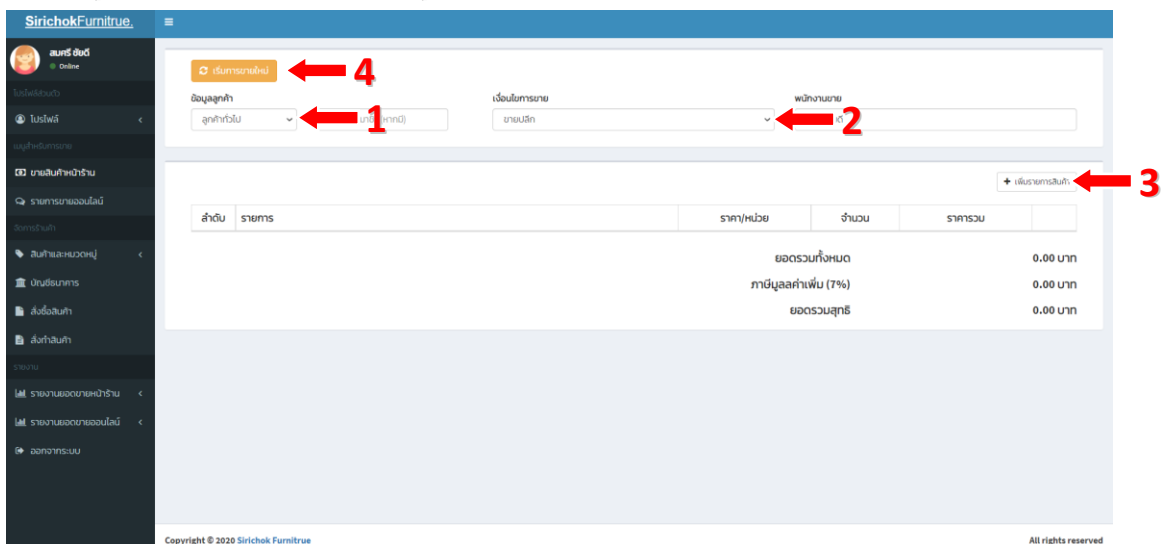 SirichokFurnitrue.
สมศรี ชัยดี
Online
โปรไฟล์ส่วนตัว
โปรไฟล์
เมนูสำหรับการขาย
ขายสินค้าหน้าร้าน
รายการขายออนไลน์
จัดการร้านค้า
สินค้าและหมวดหมู่
บัญชีธนาคาร
สั่งซื้อสินค้า
สั่งทำสินค้า
รายงาน
รายงานยอดขายหน้าร้าน
รายงานยอดขายออนไลน์
ออกจากระบบ
เริ่มการขายใหม่ 4
ข้อมูลลูกค้า เงื่อนไขการขาย พนักงานขาย
ลูกค้าทั่วไป 1 (หากมี) ขายปลีก 2
+ เพิ่มรายการสินค้า 3
ลำดับ รายการ ราคา/หน่วย จำนวน ราคารวม
ยอดรวมทั้งหมด 0.00 บาท
ภาษีมูลค่าเพิ่ม (7%) 0.00 บาท
ยอดรวมสุทธิ 0.00 บาท
Copyright © 2020 Sirichok Furnitrue All rights reserved